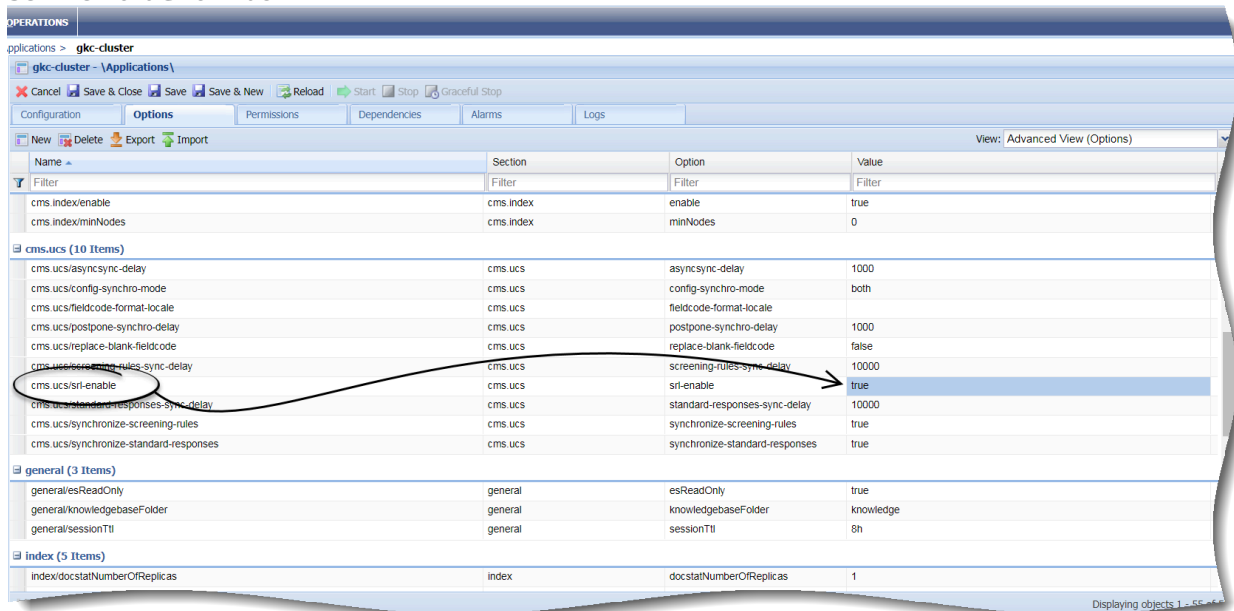 OPERATIONS
pplications > gkc-cluster
gkc-cluster - \Applications\
Cancel Save & Close Save Save & New Reload Start Stop Graceful Stop
Configuration Options Permissions Dependencies Alarms Logs
New Delete Export Import View: Advanced View (Options)
Name Section Option Value
Filter Filter Filter Filter
cms.index/enable cms.index enable true
cms.index/minNodes cms.index minNodes 0
cms.ucs (10 Items)
cms.ucs/asyncsync-delay cms.ucs asyncsync-delay 1000
cms.ucs/config-synchro-mode cms.ucs config-synchro-mode both
cms.ucs/fieldcode-format-locale cms.ucs fieldcode-format-locale
cms.ucs/postpone-synchro-delay cms.ucs postpone-synchro-delay 1000
cms.ucs/replace-blank-fieldcode cms.ucs replace-blank-fieldcode false
cms.ucs/screening-rules-sync-delay cms.ucs screening-rules-sync-delay 10000
cms.ucs/srl-enable cms.ucs srl-enable true
cms.ucs/standard-responses-sync-delay cms.ucs standard-responses-sync-delay 10000
cms.ucs/synchronize-screening-rules cms.ucs synchronize-screening-rules true
cms.ucs/synchronize-standard-responses cms.ucs synchronize-standard-responses true
general (3 Items)
general/esReadOnly general esReadOnly true
general/knowledgebaseFolder general knowledgebaseFolder knowledge
general/sessionTtl general sessionTtl 8h
index (5 Items)
index/docstatNumberOfReplicas index docstatNumberOfReplicas 1
Displaying objects 1 - 55 of